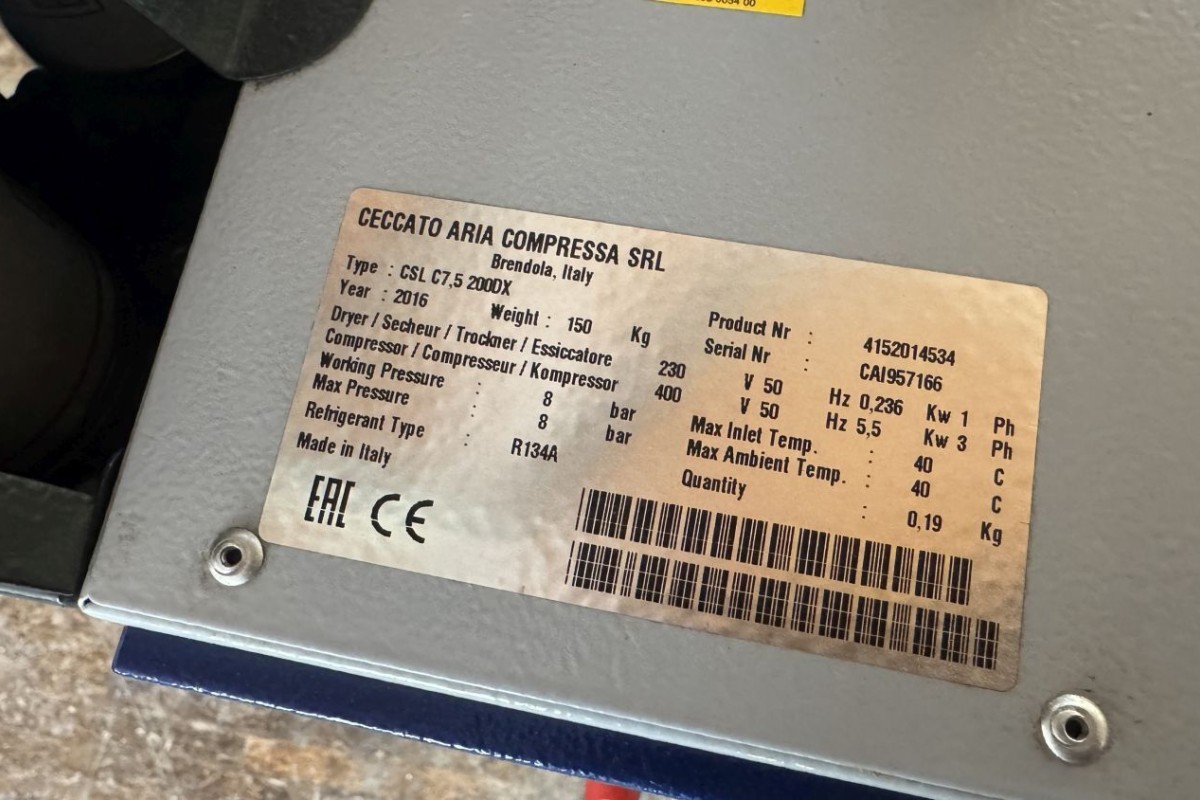 CECCATO ARIA COMPRESSA SRL
Brendola, Italy
Type : CSL C7,5 200DX Product Nr : 4152014534
Year : 2016 Weight : 150 Kg Serial Nr : CAI957166
Dryer / Secheur / Trockner / Essiccatore 230 V 50 Hz 0,236 Kw 1 Ph
Compressor / Compresseur / Kompressor 400 V 50 Hz 5,5 Kw 3 Ph
Working Pressure : 8 bar Max Inlet Temp. : 40 C
Max Pressure : 8 bar Max Ambient Temp. : 40 C
Refrigerant Type : R134A Quantity : 0,19 Kg
Made in Italy
EAC CE